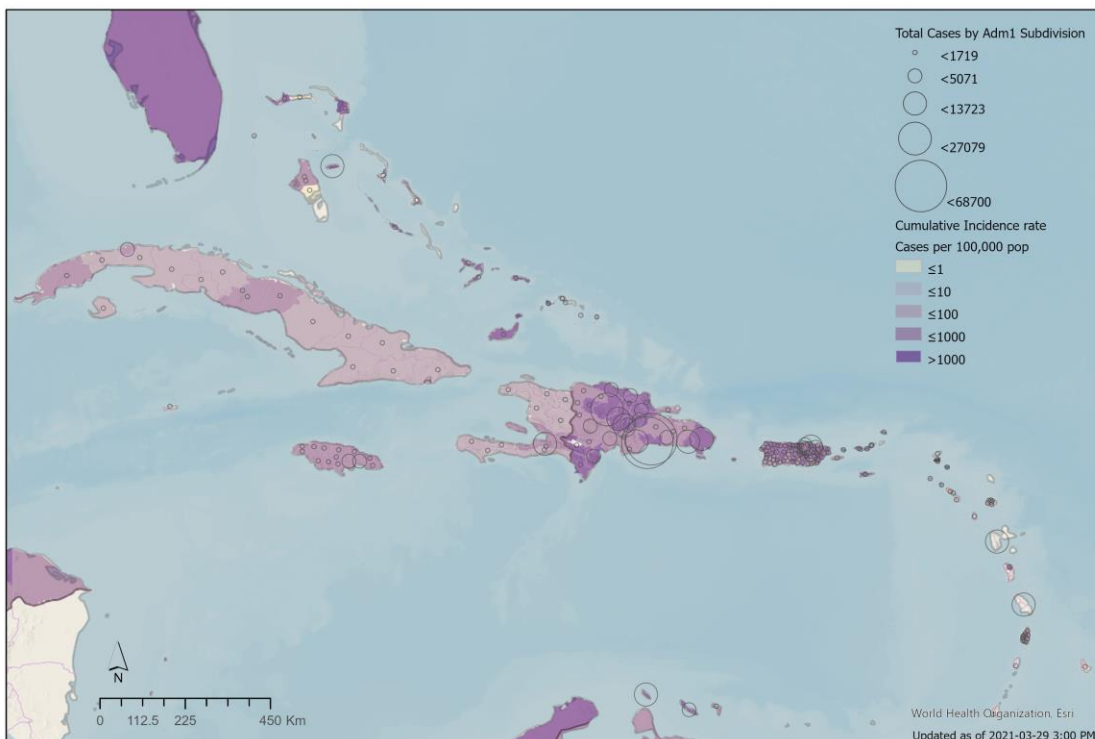 Total Cases by Adm1 Subdivision
<1719
<5071
<13723
<27079
<68700
Cumulative Incidence rate
Cases per 100,000 pop
≤1
≤10
≤100
≤1000
>1000
N
0 112.5 225 450 Km
World Health Organization, Esri
Updated as of 2021-03-29 3:00 PM